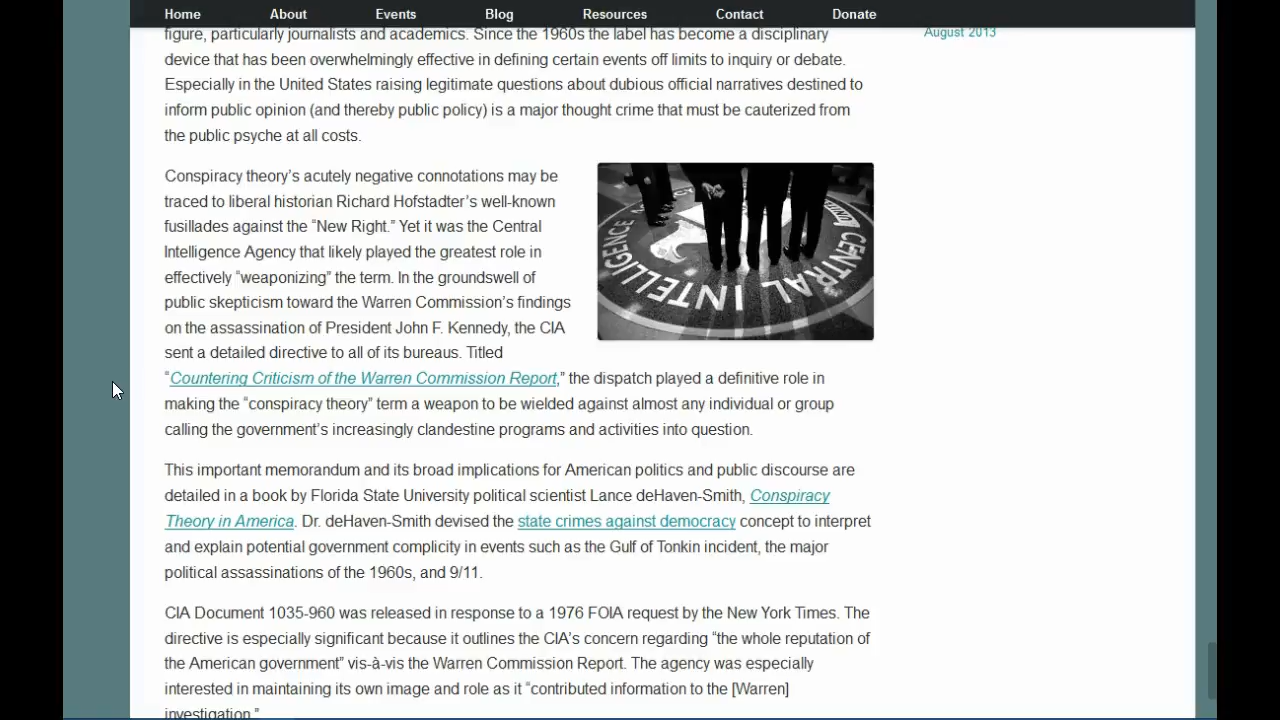 Home About Events Blog Resources Contact Donate
figure, particularly journalists and academics. Since the 1960s the label has become a disciplinary
device that has been overwhelmingly effective in defining certain events off limits to inquiry or debate.
Especially in the United States raising legitimate questions about dubious official narratives destined to
inform public opinion (and thereby public policy) is a major thought crime that must be cauterized from
the public psyche at all costs.
Conspiracy theory’s acutely negative connotations may be
traced to liberal historian Richard Hofstadter’s well-known
fusillades against the “New Right.” Yet it was the Central
Intelligence Agency that likely played the greatest role in
effectively “weaponizing” the term. In the groundswell of
public skepticism toward the Warren Commission’s findings
on the assassination of President John F. Kennedy, the CIA
sent a detailed directive to all of its bureaus. Titled
“Countering Criticism of the Warren Commission Report,” the dispatch played a definitive role in
making the “conspiracy theory” term a weapon to be wielded against almost any individual or group
calling the government’s increasingly clandestine programs and activities into question.
This important memorandum and its broad implications for American politics and public discourse are
detailed in a book by Florida State University political scientist Lance deHaven-Smith, Conspiracy
Theory in America. Dr. deHaven-Smith devised the state crimes against democracy concept to interpret
and explain potential government complicity in events such as the Gulf of Tonkin incident, the major
political assassinations of the 1960s, and 9/11.
CIA Document 1035-960 was released in response to a 1976 FOIA request by the New York Times. The
directive is especially significant because it outlines the CIA’s concern regarding “the whole reputation of
the American government” vis-à-vis the Warren Commission Report. The agency was especially
interested in maintaining its own image and role as it “contributed information to the [Warren]
investigation.”
CENTRAL INTELLIGENCE
August 2013